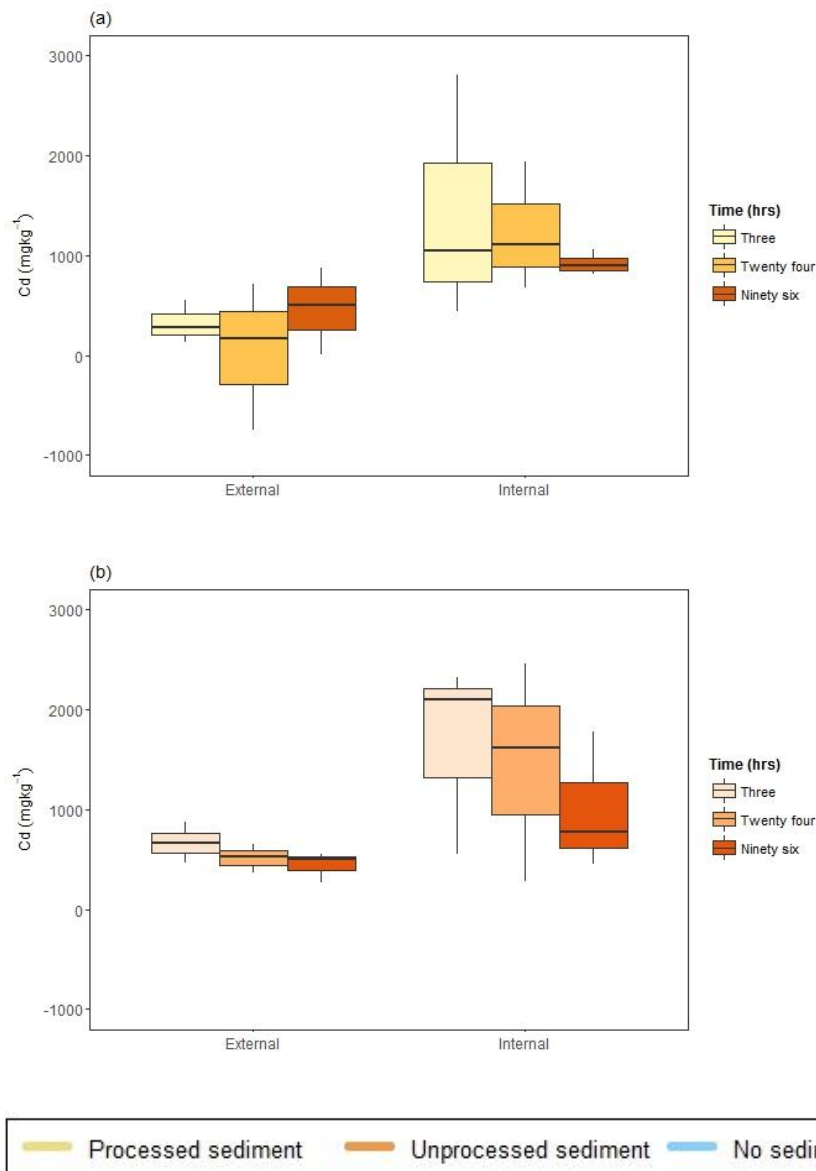 (a)
3000
2000
1000
0
-1000
Cd (mgkg⁻¹)
External Internal
Time (hrs)
Three
Twenty four
Ninety six
(b)
3000
2000
1000
0
-1000
Cd (mgkg⁻¹)
External Internal
Time (hrs)
Three
Twenty four
Ninety six
Processed sediment Unprocessed sediment No